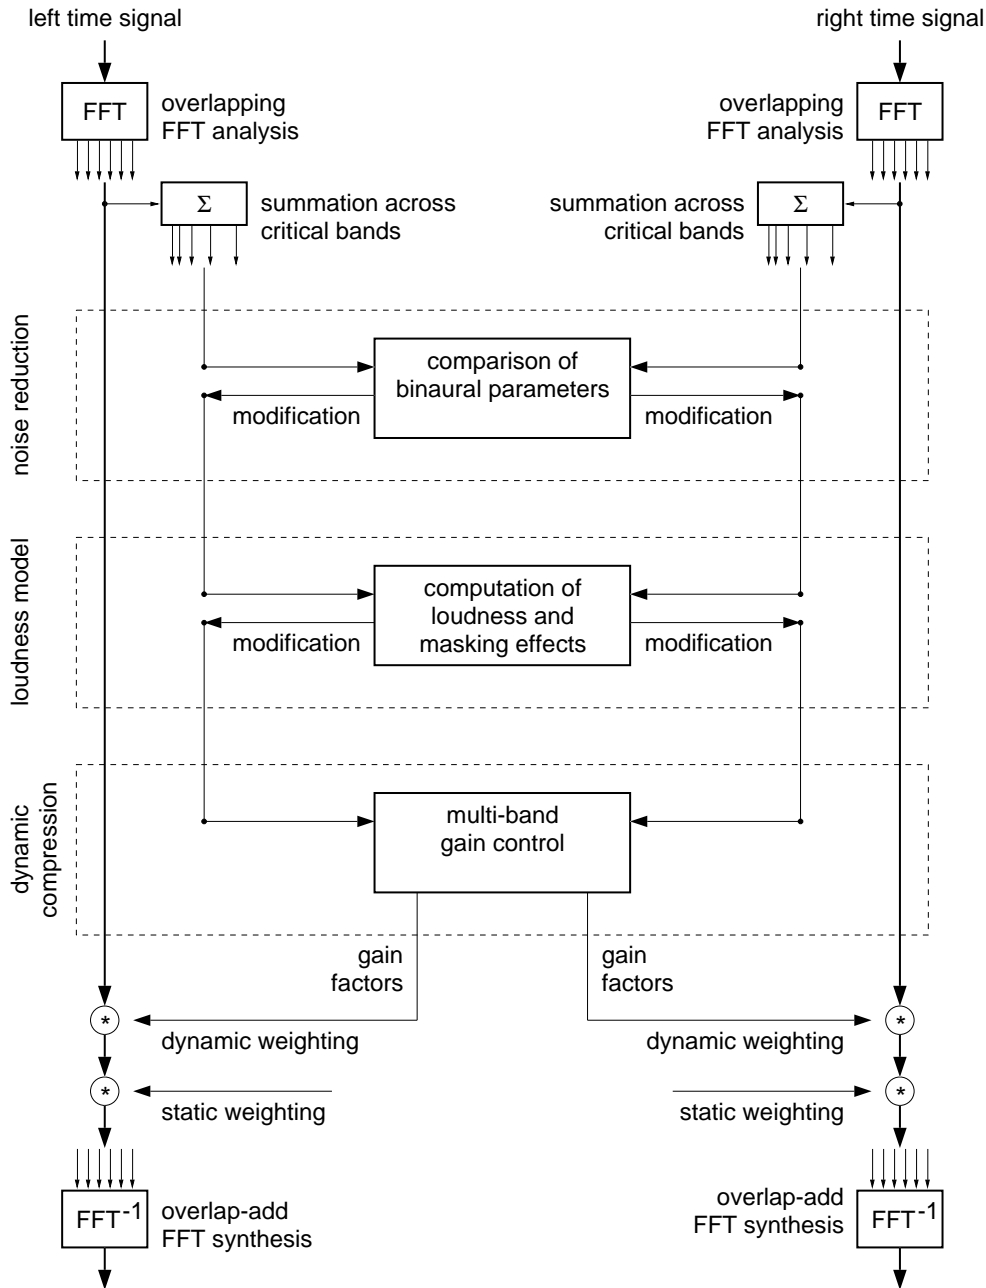 left time signal
right time signal
FFT
overlapping
FFT analysis
overlapping
FFT analysis
FFT
Σ
summation across
critical bands
summation across
critical bands
Σ
noise reduction
comparison of
binaural parameters
modification
modification
loudness model
computation of
loudness and
masking effects
modification
modification
dynamic
compression
multi-band
gain control
gain
factors
gain
factors
*
dynamic weighting
dynamic weighting
*
*
static weighting
static weighting
*
FFT⁻¹
overlap-add
FFT synthesis
overlap-add
FFT synthesis
FFT⁻¹